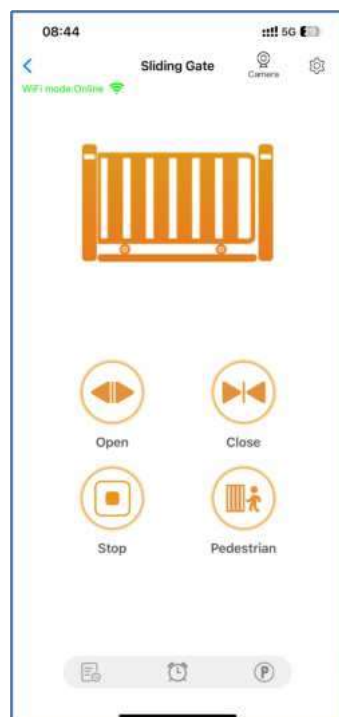 08:44 5G
Sliding Gate
Camera
WiFi mode:Online
Open Close
Stop Pedestrian
P